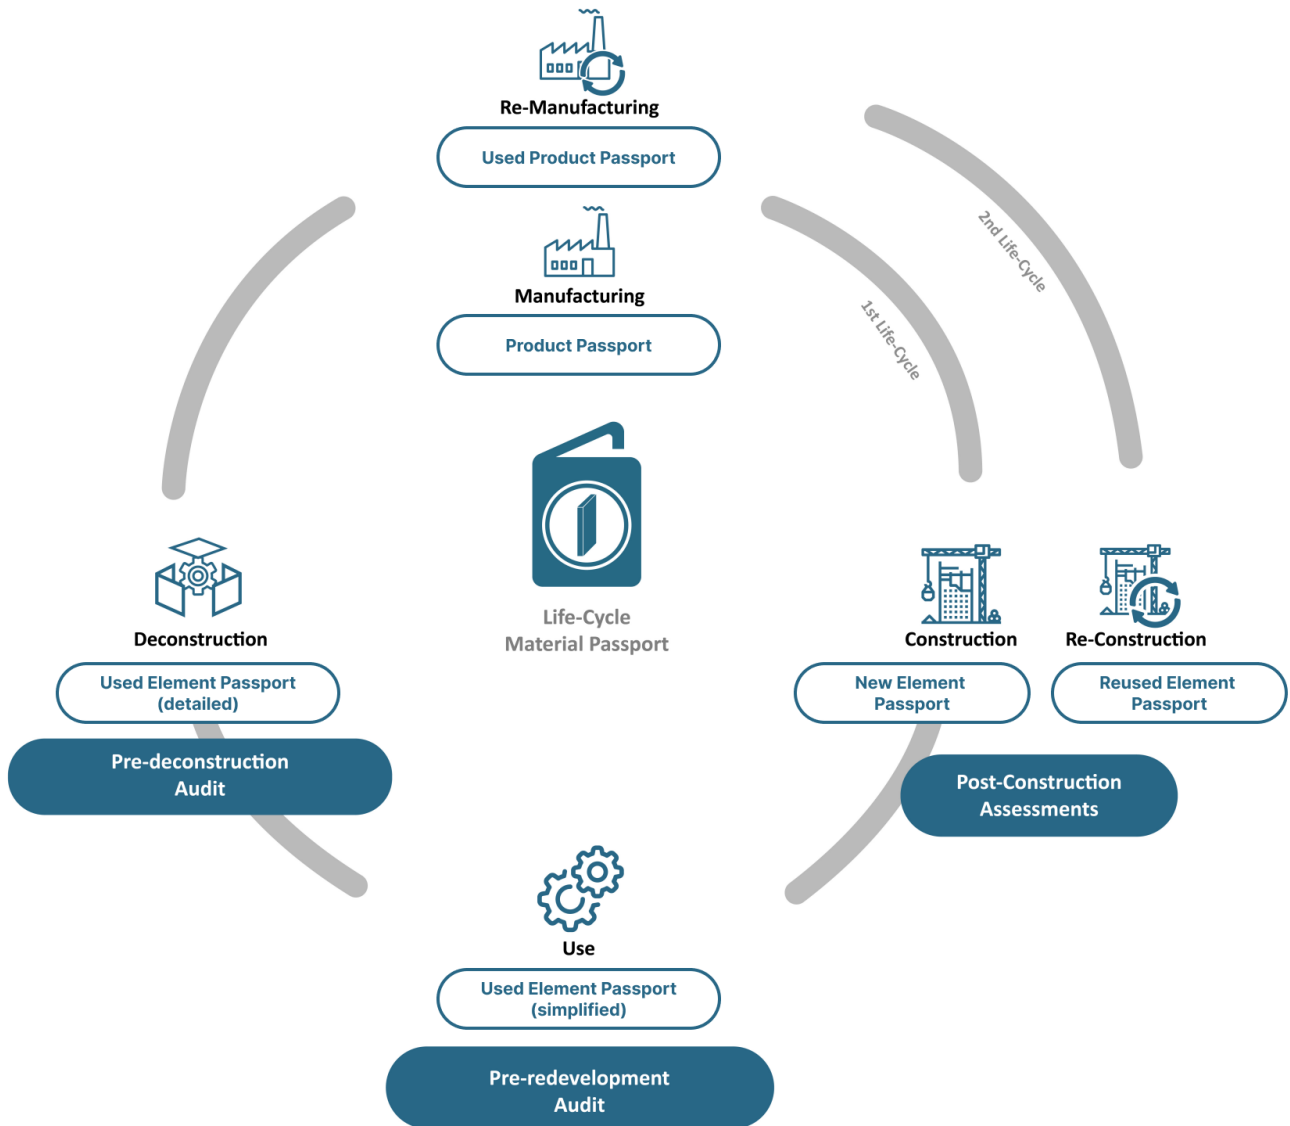 Re-Manufacturing
Used Product Passport
2nd Life-Cycle
Manufacturing
Product Passport
1st Life-Cycle
Life-Cycle
Material Passport
Deconstruction
Used Element Passport
(detailed)
Pre-deconstruction
Audit
Construction
New Element
Passport
Re-Construction
Reused Element
Passport
Post-Construction
Assessments
Use
Used Element Passport
(simplified)
Pre-redevelopment
Audit